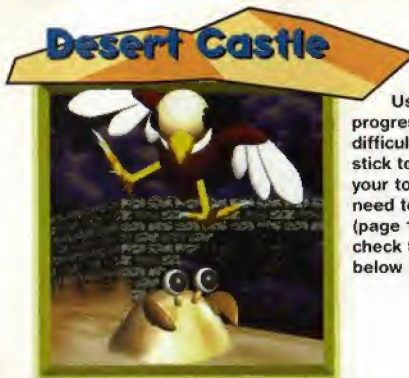 Desert Castle
Us
progres
difficul
stick to
your to
need to
(page
check
below